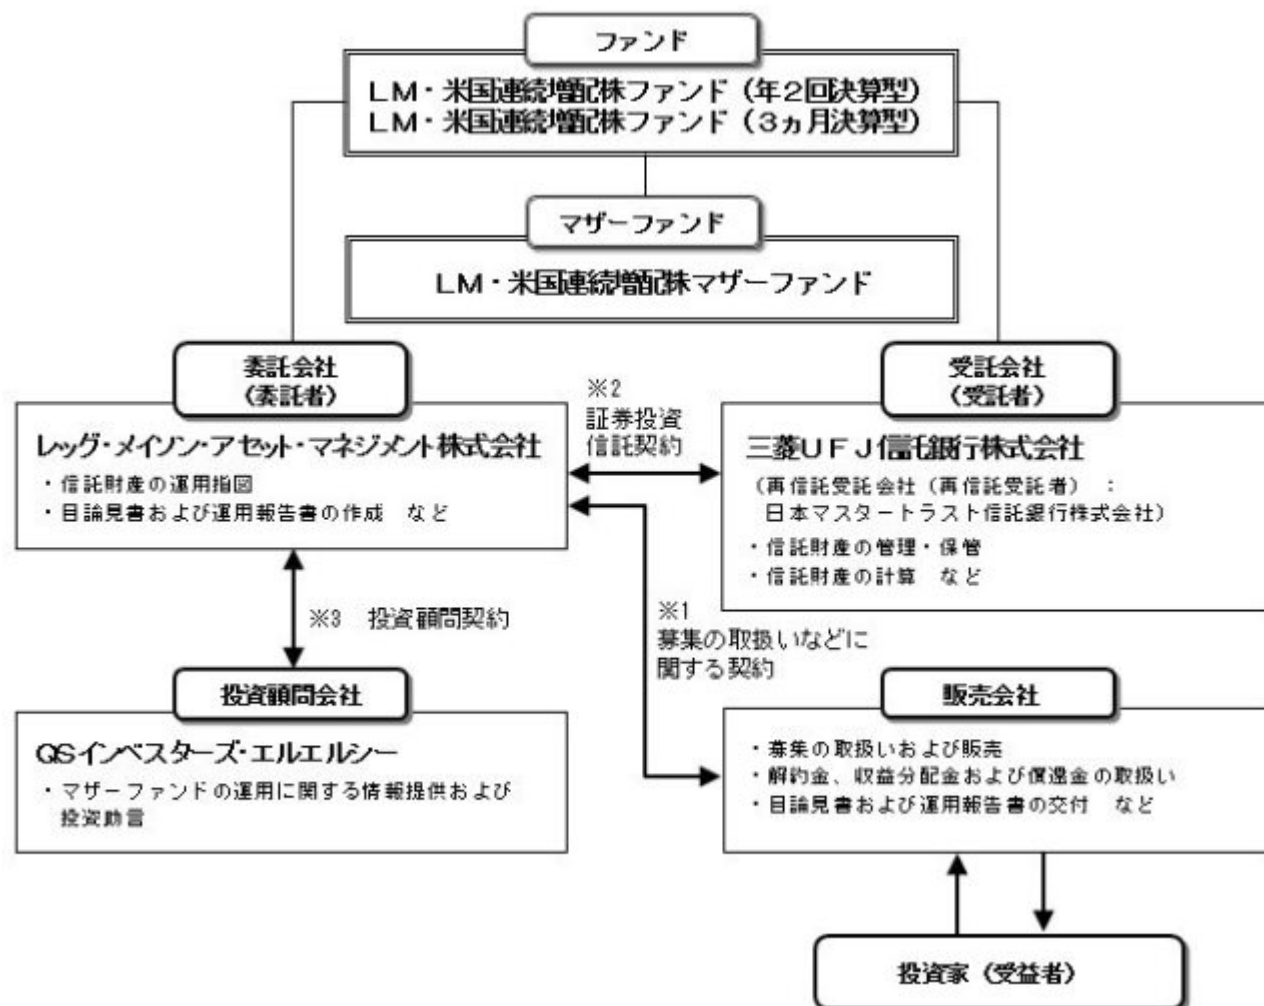 ファンド
LM・米国連続増配株ファンド（年２回決算型）
LM・米国連続増配株ファンド（３ヵ月決算型）
マザーファンド
LM・米国連続増配株マザーファンド
委託会社
（委託者）
レッグ・メイソン・アセット・マネジメント株式会社
・信託財産の運用指図
・目論見書および運用報告書の作成　など
※2
証券投資
信託契約
受託会社
（受託者）
三菱ＵＦＪ信託銀行株式会社
（再信託受託会社（再信託受託者）　：
日本マスタートラスト信託銀行株式会社）
・信託財産の管理・保管
・信託財産の計算　など
※3　投資顧問契約
※1
募集の取扱いなどに
関する契約
投資顧問会社
QSインベスターズ・エルエルシー
・マザーファンドの運用に関する情報提供および
投資助言
販売会社
・募集の取扱いおよび販売
・解約金、収益分配金および償還金の取扱い
・目論見書および運用報告書の交付　など
投資家（受益者）